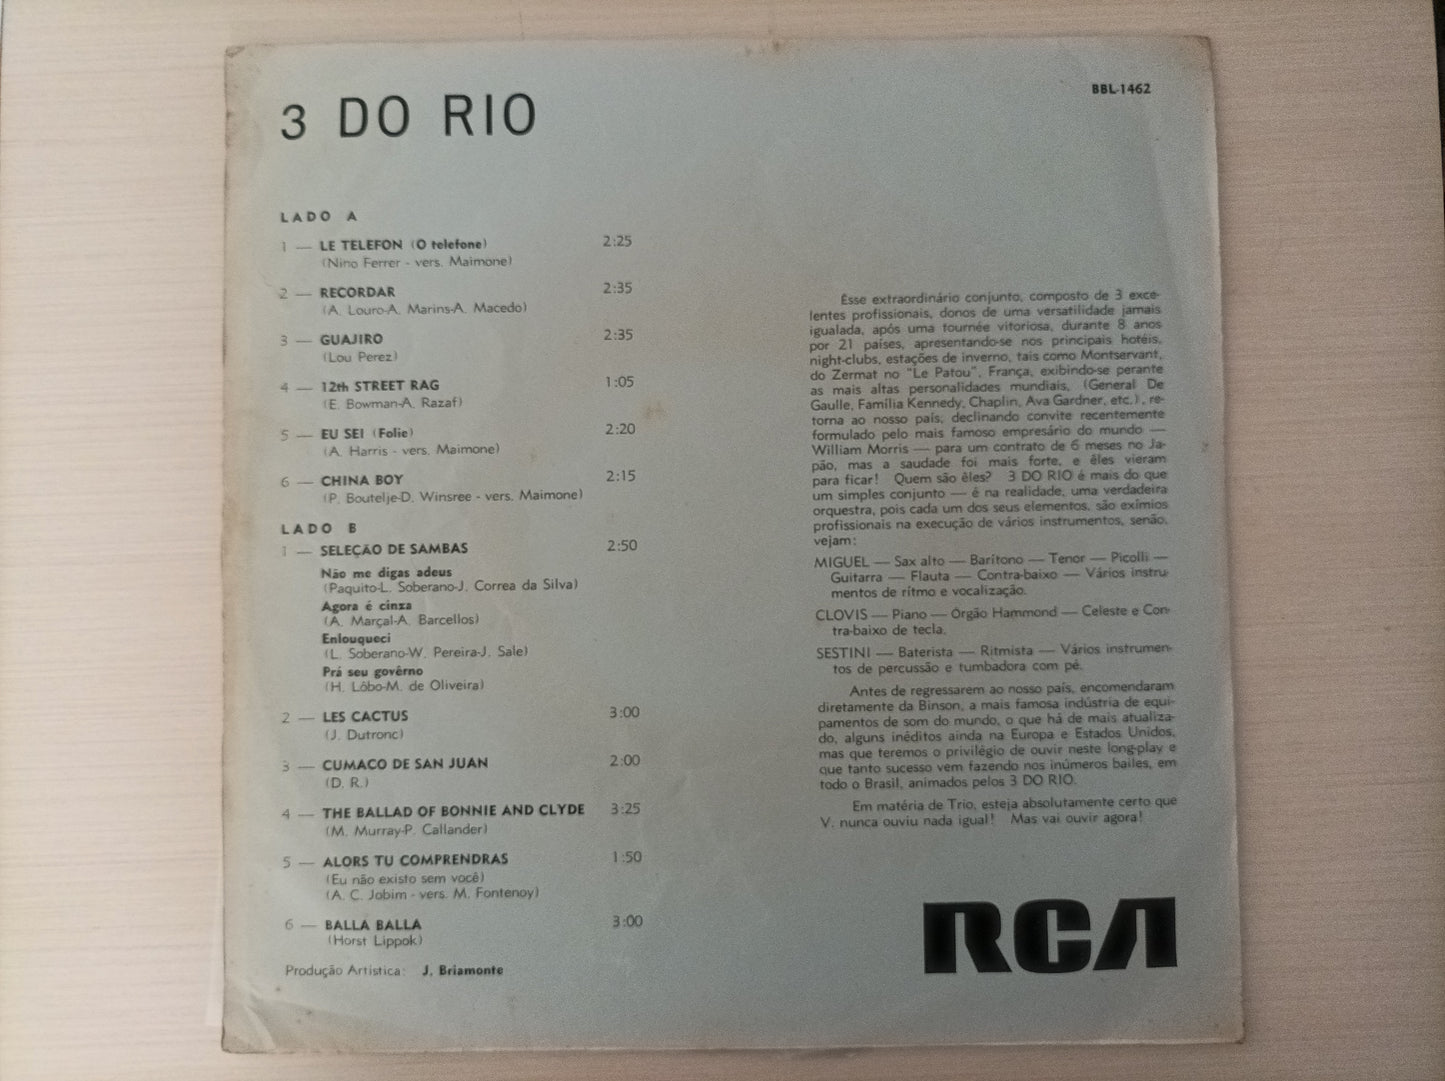 3 DO RIO
BBL-1462
LADO A
1 — LE TELEFON (O telefone) 2:25
(Nino Ferrer - vers. Maimone)
2 — RECORDAR 2:35
(A. Louro-A. Marins-A. Macedo)
3 — GUAJIRO 2:35
(Lou Perez)
4 — 12th STREET RAG 1:05
(E. Bowman-A. Razaf)
5 — EU SEI (Folie) 2:20
(A. Harris - vers. Maimone)
6 — CHINA BOY 2:15
(P. Boutelje-D. Winsree - vers. Maimone)
LADO B
1 — SELEÇÃO DE SAMBAS 2:50
Não me digas adeus
(Paquito-L. Soberano-J. Correa da Silva)
Agora é cinza
(A. Marçal-A. Barcellos)
Enlouqueci
(L. Soberano-W. Pereira-J. Sale)
Prá seu govêrno
(H. Lôbo-M. de Oliveira)
2 — LES CACTUS 3:00
(J. Dutronc)
3 — CUMACO DE SAN JUAN 2:00
(D. R.)
4 — THE BALLAD OF BONNIE AND CLYDE 3:25
(M. Murray-P. Callander)
5 — ALORS TU COMPRENDRAS 1:50
(Eu não existo sem você)
(A. C. Jobim - vers. M. Fontenoy)
6 — BALLA BALLA 3:00
(Horst Lippok)
Produção Artística: J. Briamonte
Êsse extraordinário conjunto, composto de 3 exce-
lentes profissionais, donos de uma versatilidade jamais
igualada, após uma tournée vitoriosa, durante 8 anos
por 21 países, apresentando-se nos principais hotéis,
night-clubs, estações de inverno, tais como Montservant,
do Zermat no "Le Patou", França, exibindo-se perante
as mais altas personalidades mundiais, (General De
Gaulle, Família Kennedy, Chaplin, Ava Gardner, etc.), re-
torna ao nosso país, declinando convite recentemente
formulado pelo mais famoso empresário do mundo —
William Morris — para um contrato de 6 meses no Ja-
pão, mas a saudade foi mais forte, e êles vieram
para ficar! Quem são êles? 3 DO RIO é mais do que
um simples conjunto — é na realidade, uma verdadeira
orquestra, pois cada um dos seus elementos, são exímios
profissionais na execução de vários instrumentos, senão,
vejam:
MIGUEL — Sax alto — Barítono — Tenor — Picolli —
Guitarra — Flauta — Contra-baixo — Vários instru-
mentos de ritmo e vocalização.
CLOVIS — Piano — Órgão Hammond — Celeste e Con-
tra-baixo de tecla.
SESTINI — Baterista — Ritmista — Vários instrumen-
tos de percussão e tumbadora com pé.
Antes de regressarem ao nosso país, encomendaram
diretamente da Binson, a mais famosa indústria de equi-
pamentos de som do mundo, o que há de mais atualiza-
do, alguns inéditos ainda na Europa e Estados Unidos,
mas que teremos o privilégio de ouvir neste long-play e
que tanto sucesso vem fazendo nos inúmeros bailes, em
todo o Brasil, animados pelos 3 DO RIO.
Em matéria de Trio, esteja absolutamente certo que
V. nunca ouviu nada igual! Mas vai ouvir agora!
RCA